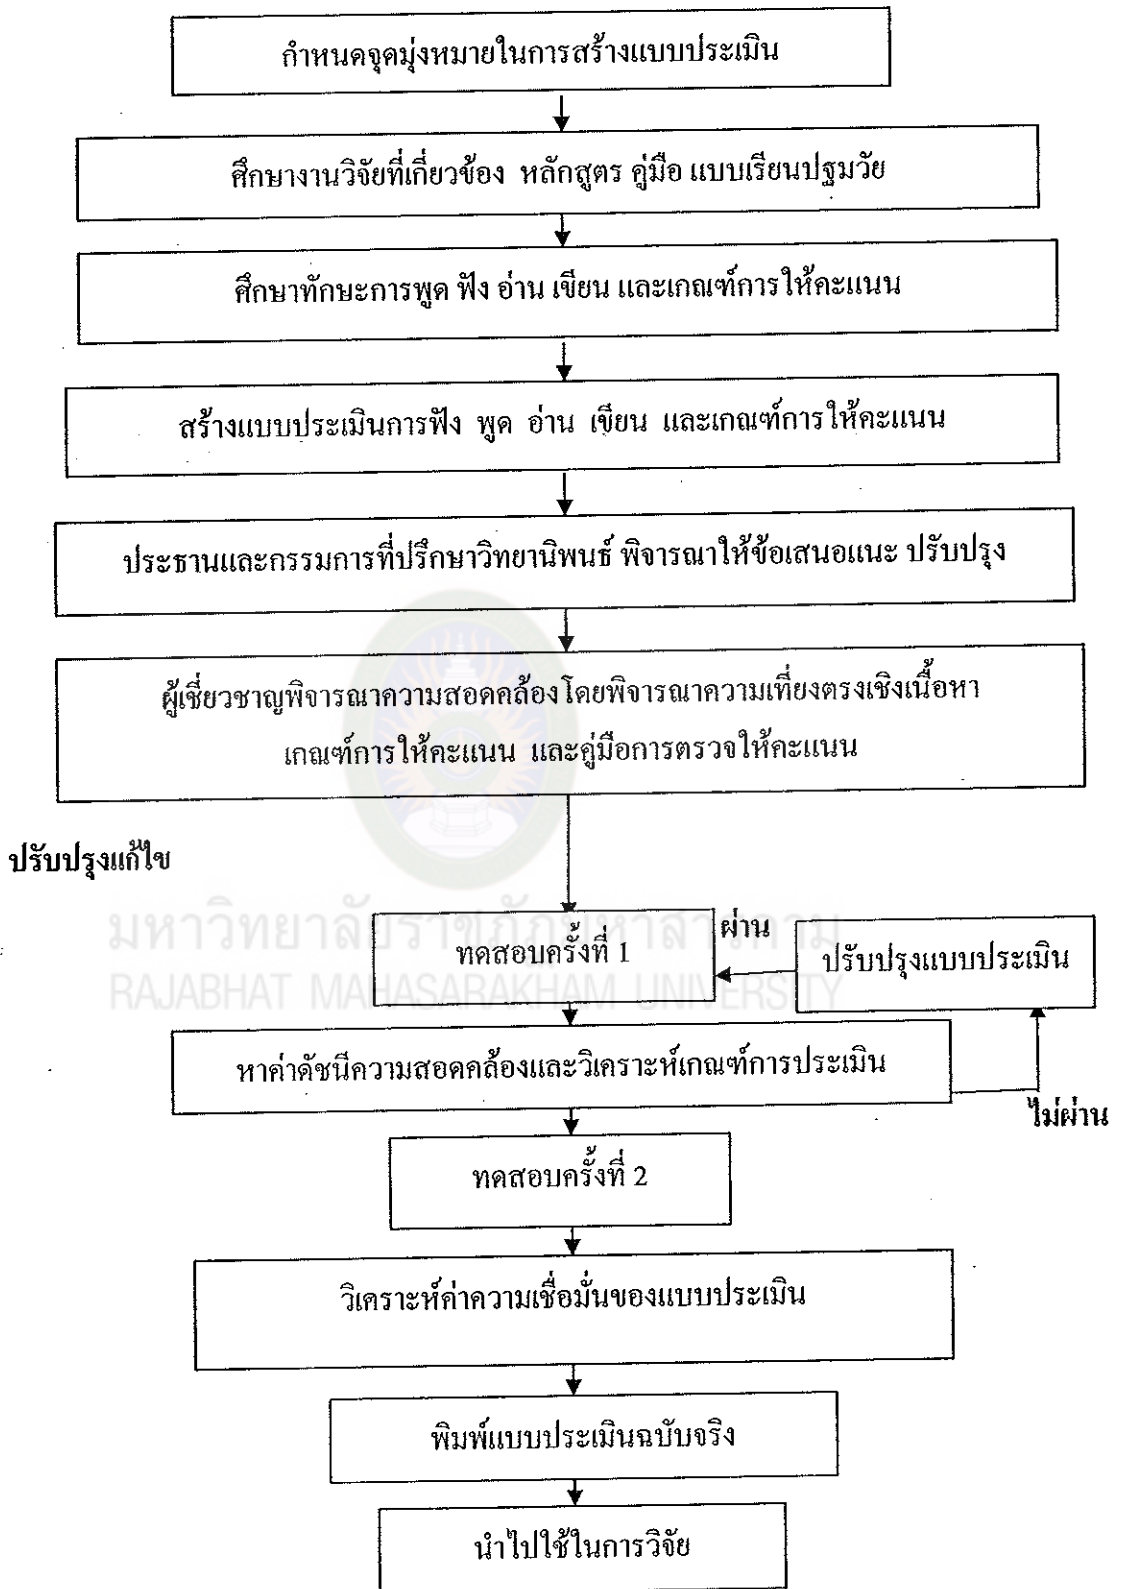 กำหนดจุดมุ่งหมายในการสร้างแบบประเมิน
ศึกษางานวิจัยที่เกี่ยวข้อง หลักสูตร คู่มือ แบบเรียนปฐมวัย
ศึกษาทักษะการพูด ฟัง อ่าน เขียน และเกณฑ์การให้คะแนน
สร้างแบบประเมินการฟัง พูด อ่าน เขียน และเกณฑ์การให้คะแนน
ประธานและกรรมการที่ปรึกษาวิทยานิพนธ์ พิจารณาให้ข้อเสนอแนะ ปรับปรุง
ผู้เชี่ยวชาญพิจารณาความสอดคล้องโดยพิจารณาความเที่ยงตรงเชิงเนื้อหา
เกณฑ์การให้คะแนน และคู่มือการตรวจให้คะแนน
ปรับปรุงแก้ไข
มหาวิทยาลัยราชภัฏมหาสารคาม
RAJABHAT MAHASARAKHAM UNIVERSITY
ทดสอบครั้งที่ 1
ผ่าน
ปรับปรุงแบบประเมิน
หาค่าดัชนีความสอดคล้องและวิเคราะห์เกณฑ์การประเมิน
ไม่ผ่าน
ทดสอบครั้งที่ 2
วิเคราะห์ค่าความเชื่อมั่นของแบบประเมิน
พิมพ์แบบประเมินฉบับจริง
นำไปใช้ในการวิจัย